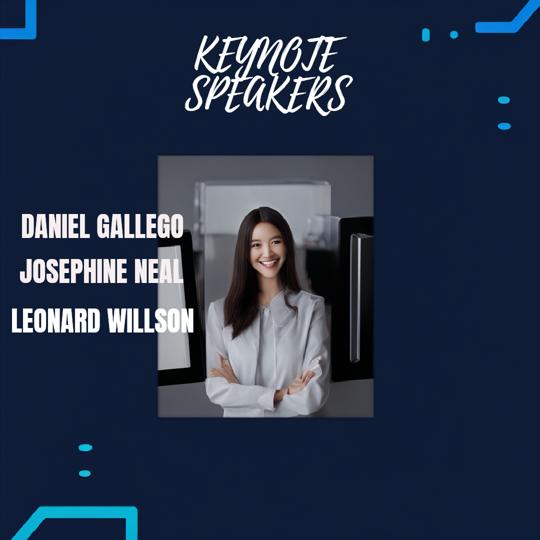 KEYNOTE
SPEAKERS
DANIEL GALLEGO
JOSEPHINE NEAL
LEONARD WILLSON